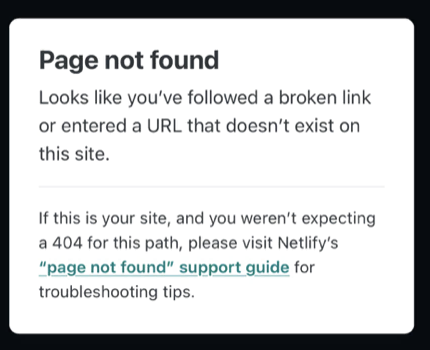 Page not found
Looks like you’ve followed a broken link
or entered a URL that doesn’t exist on
this site.
If this is your site, and you weren’t expecting
a 404 for this path, please visit Netlify’s
“page not found” support guide for
troubleshooting tips.